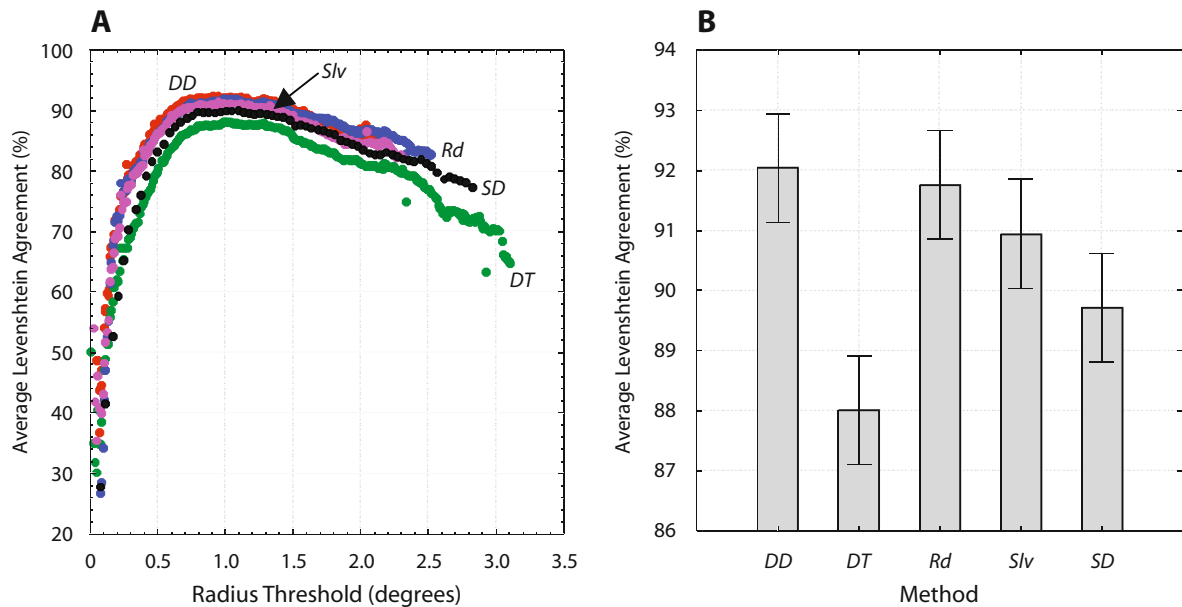 A
Average Levenshtein Agreement (%)
100
90
80
70
60
50
40
30
20
0
0.5
1.0
1.5
2.0
2.5
3.0
3.5
Radius Threshold (degrees)
DD
Slv
Rd
SD
DT
B
Average Levenshtein Agreement (%)
94
93
92
91
90
89
88
87
86
DD
DT
Rd
Slv
SD
Method